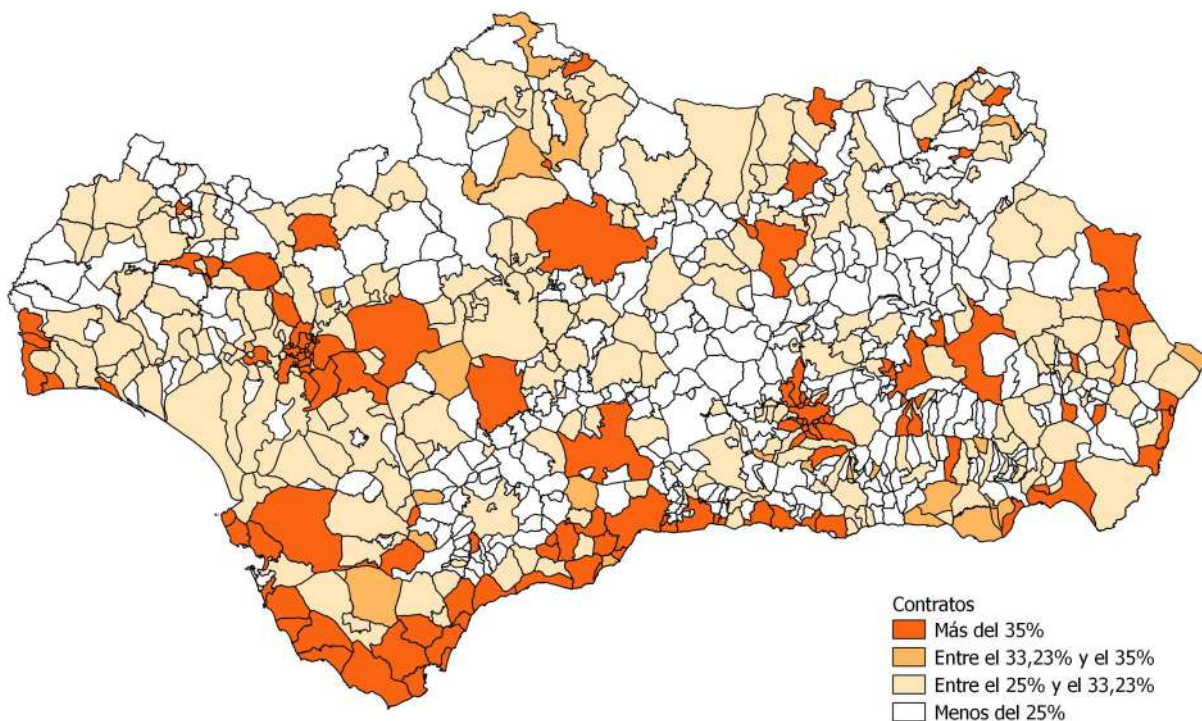 Contratos
Más del 35%
Entre el 33,23% y el 35%
Entre el 25% y el 33,23%
Menos del 25%